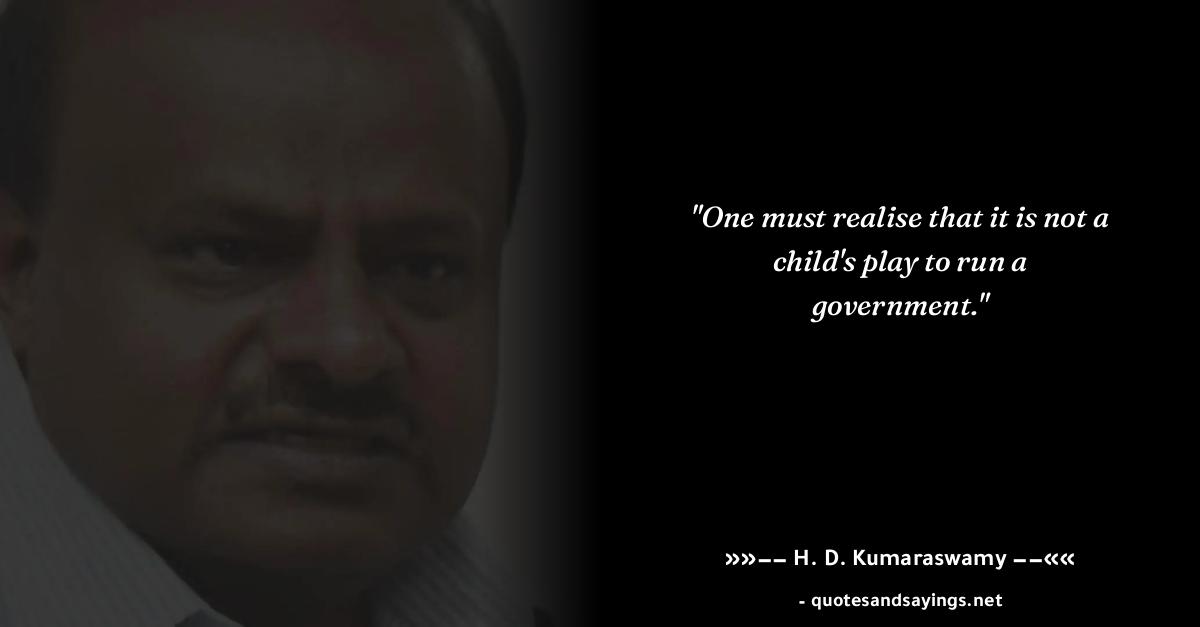 "One must realise that it is not a
child's play to run a
government."
»»−− H. D. Kumaraswamy −−««
- quotesandsayings.net